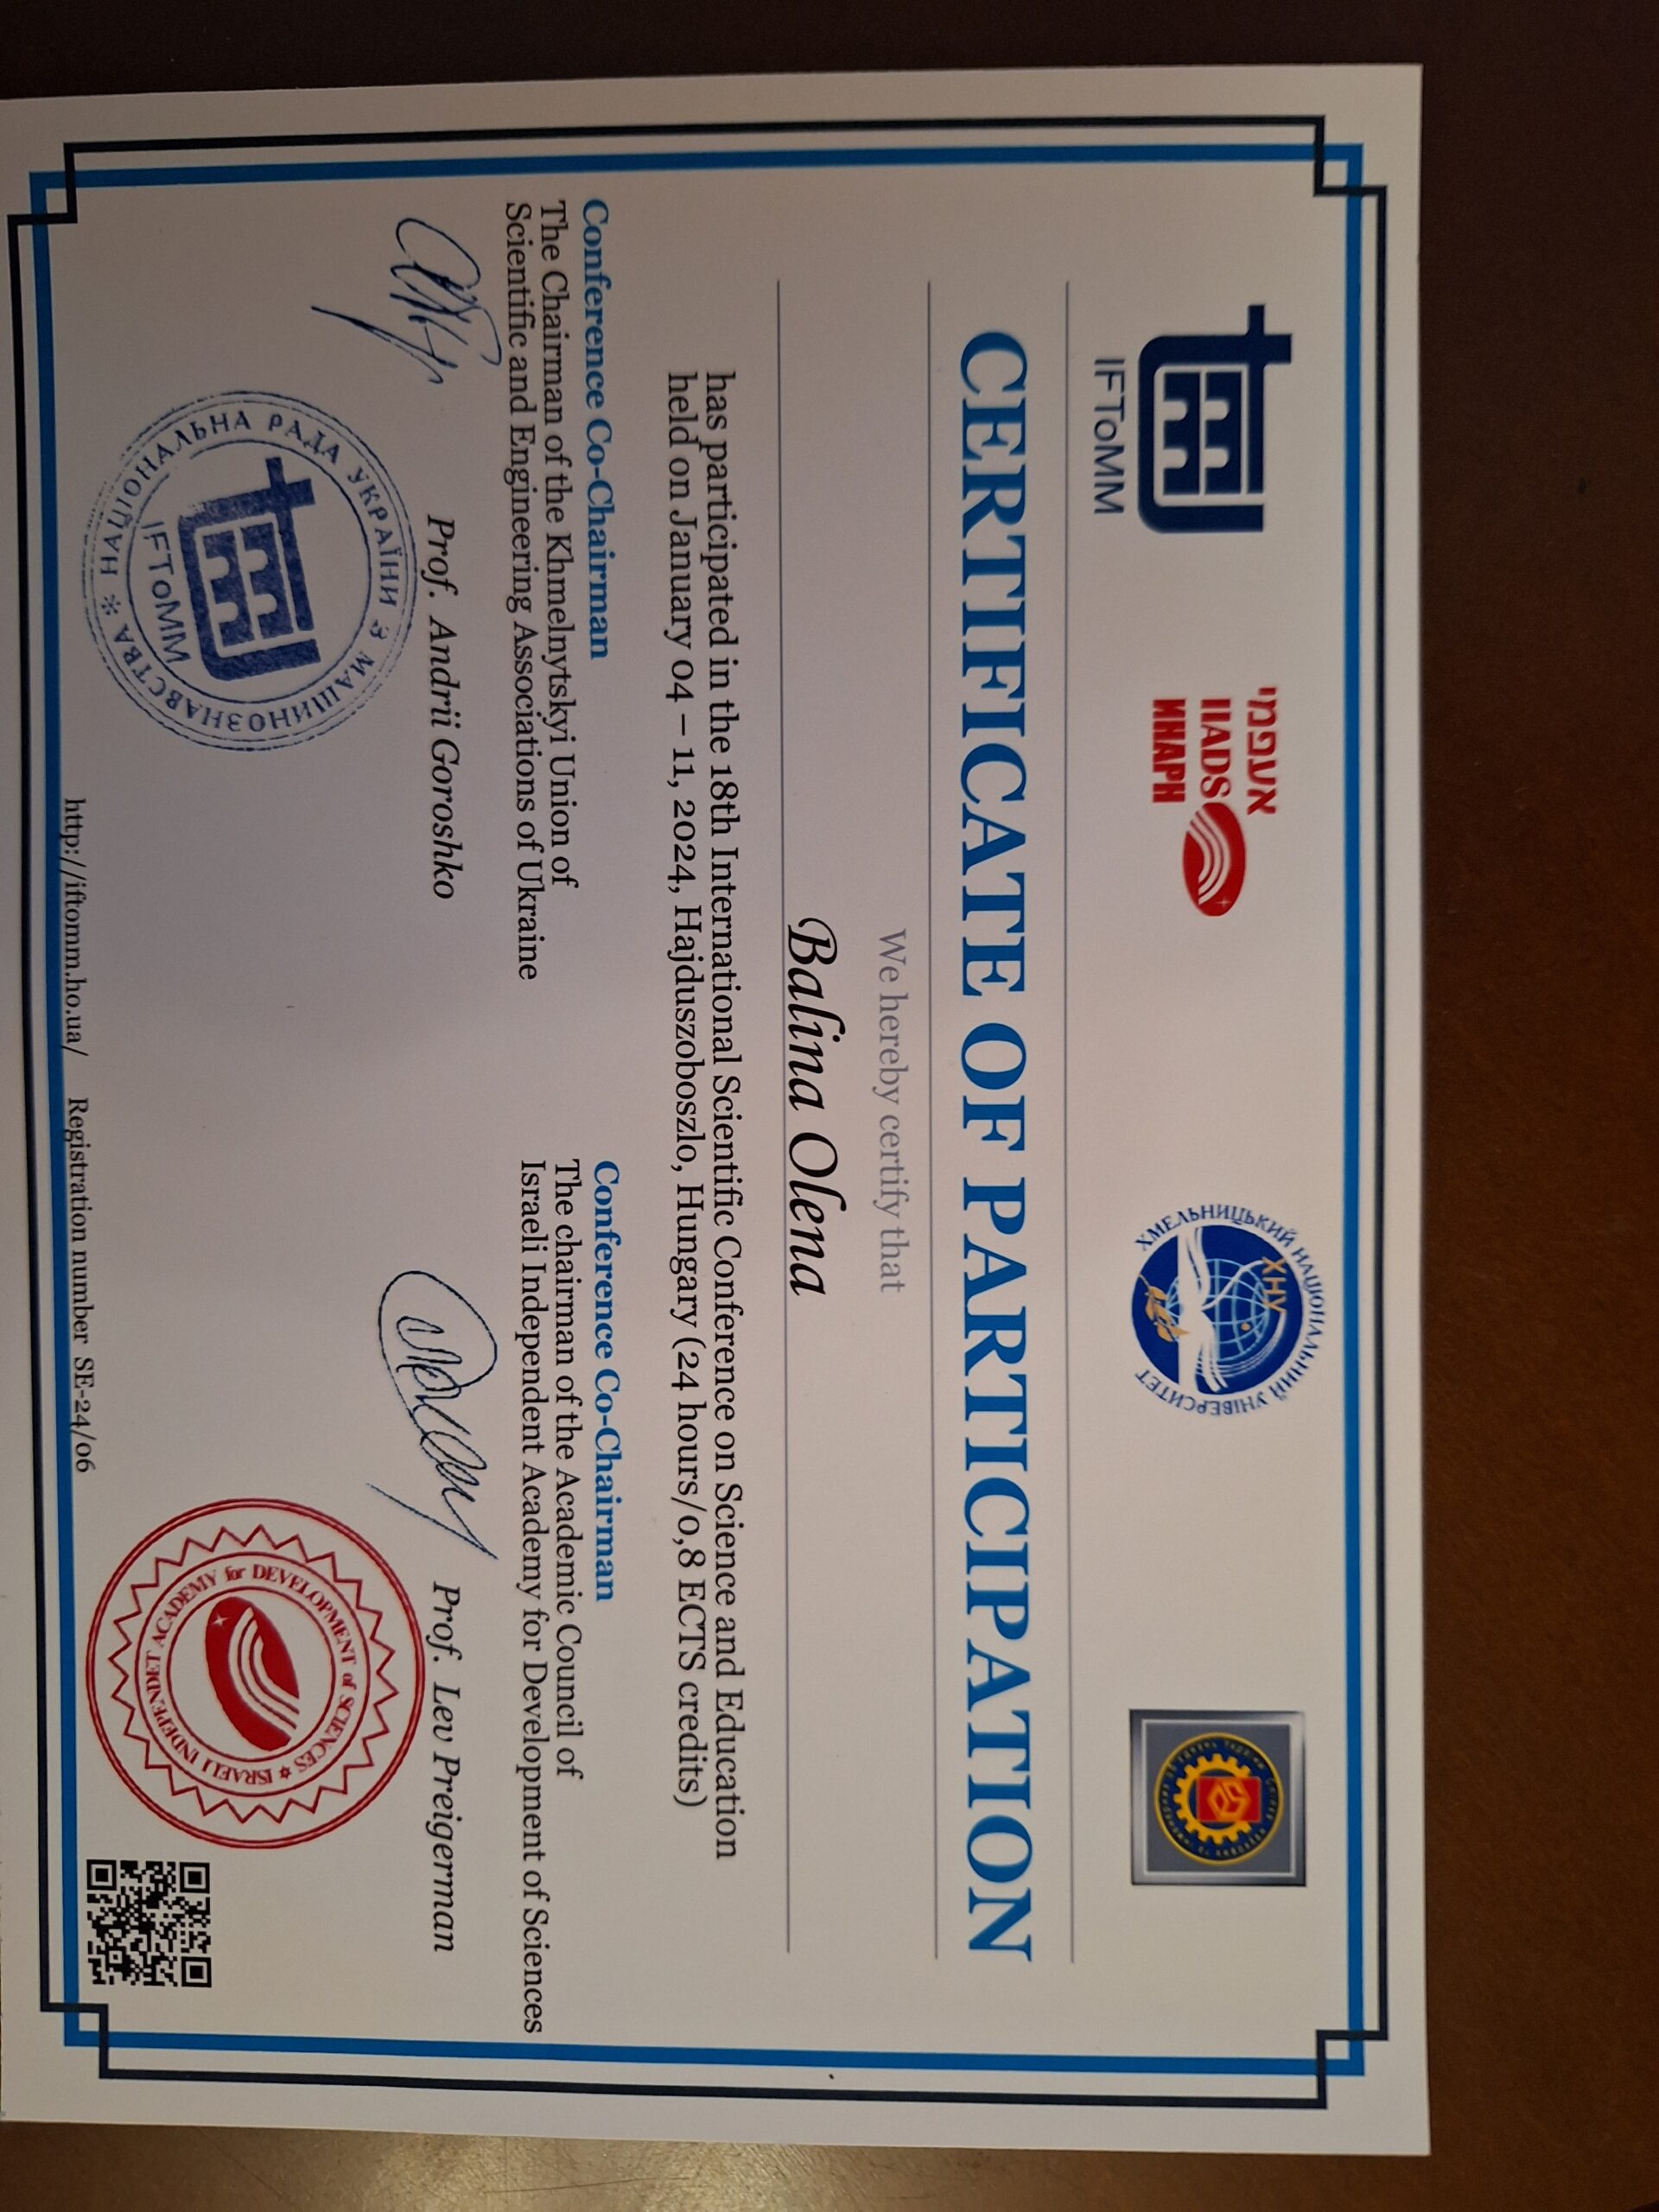 IFToMM
אעפמי
IIADS
ИНАРН
ХМЕЛЬНИЦЬКИЙ НАЦІОНАЛЬНИЙ УНІВЕРСИТЕТ
ХНУ
CERTIFICATE OF PARTICIPATION
We hereby certify that
Balina Olena
has participated in the 18th International Scientific Conference on Science and Education
held on January 04 – 11, 2024, Hajduszoboszlo, Hungary (24 hours/0,8 ECTS credits)
Conference Co-Chairman
The Chairman of the Khmelnytskyi Union of
Scientific and Engineering Associations of Ukraine
Prof. Andrii Goroshko
НАЦІОНАЛЬНА РАДА УКРАЇНИ З МАШИНОЗНАВСТВА *
IFToMM
Conference Co-Chairman
The chairman of the Academic Council of
Israeli Independent Academy for Development of Sciences
Prof. Lev Preigerman
ISRAELI INDEPENDET ACADEMY for DEVELOPMENT of SCIENCES
http://iftomm.ho.ua/ Registration number SE-24/06